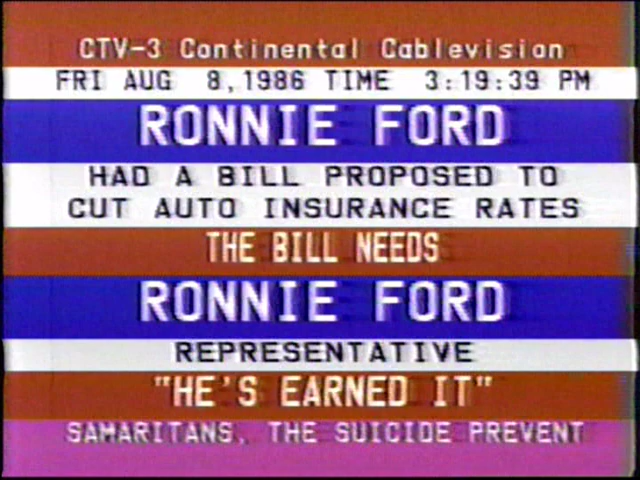 CTV-3 Continental Cablevision
FRI AUG 8,1986 TIME 3:19:39 PM
RONNIE FORD
HAD A BILL PROPOSED TO
CUT AUTO INSURANCE RATES
THE BILL NEEDS
RONNIE FORD
REPRESENTATIVE
"HE'S EARNED IT"
SAMARITANS, THE SUICIDE PREVENT